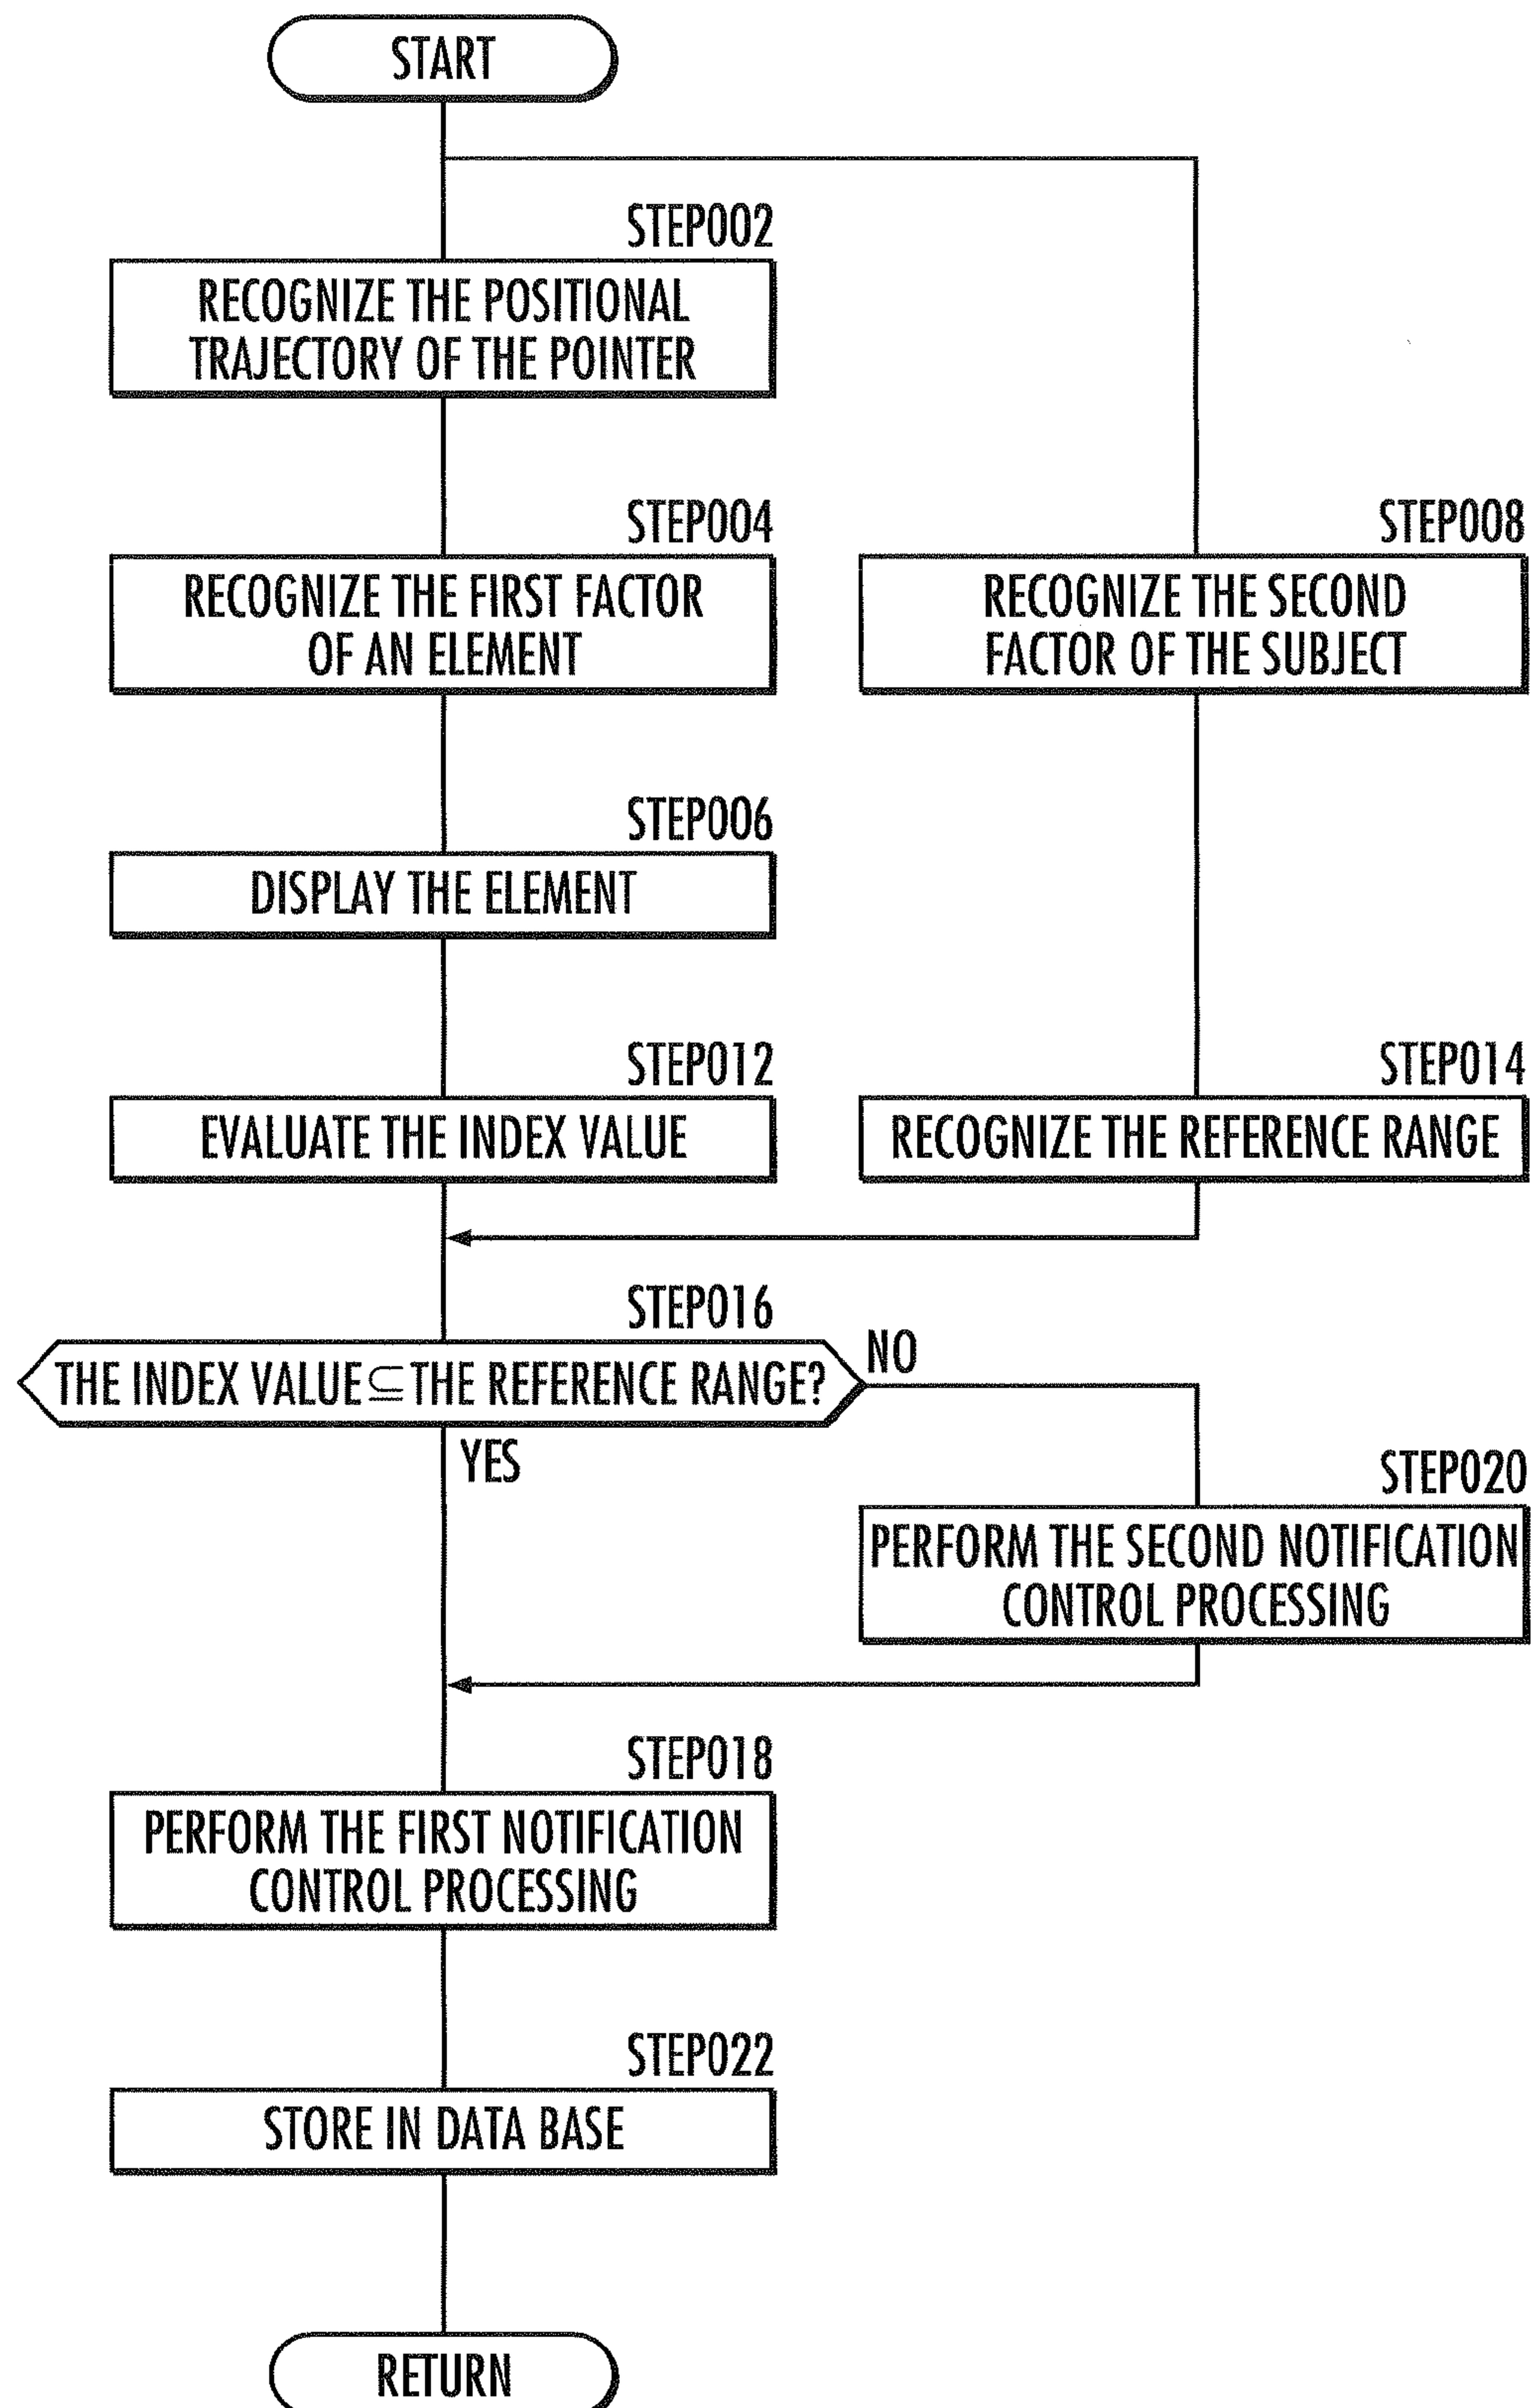 START
STEP002
RECOGNIZE THE POSITIONAL
TRAJECTORY OF THE POINTER
STEP004
RECOGNIZE THE FIRST FACTOR
OF AN ELEMENT
STEP008
RECOGNIZE THE SECOND
FACTOR OF THE SUBJECT
STEP006
DISPLAY THE ELEMENT
STEP012
EVALUATE THE INDEX VALUE
STEP014
RECOGNIZE THE REFERENCE RANGE
STEP016
THE INDEX VALUE⊆THE REFERENCE RANGE?
NO
YES
STEP020
PERFORM THE SECOND NOTIFICATION
CONTROL PROCESSING
STEP018
PERFORM THE FIRST NOTIFICATION
CONTROL PROCESSING
STEP022
STORE IN DATA BASE
RETURN